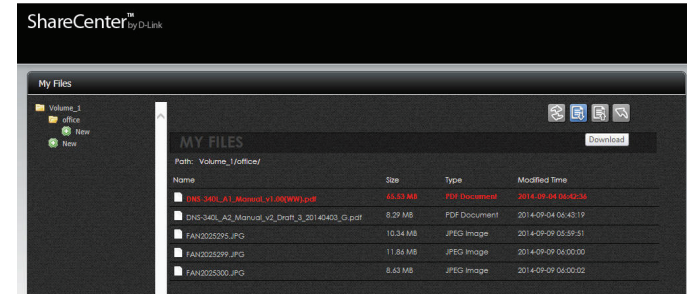 ShareCenter™ by D-Link
My Files
Volume_1
office
New
New
MY FILES
Download
Path: Volume_1/office/
Name Size Type Modified Time
DNS-340L_A1_Manual_v1.00(WW).pdf 65.53 MB PDF Document 2014-09-04 06:42:36
DNS-340L_A2_Manual_v2_Draft_3_20140403_G.pdf 8.29 MB PDF Document 2014-09-04 06:43:19
FAN2025295.JPG 10.34 MB JPEG Image 2014-09-09 05:59:51
FAN2025299.JPG 11.86 MB JPEG Image 2014-09-09 06:00:00
FAN2025300.JPG 8.63 MB JPEG Image 2014-09-09 06:00:02